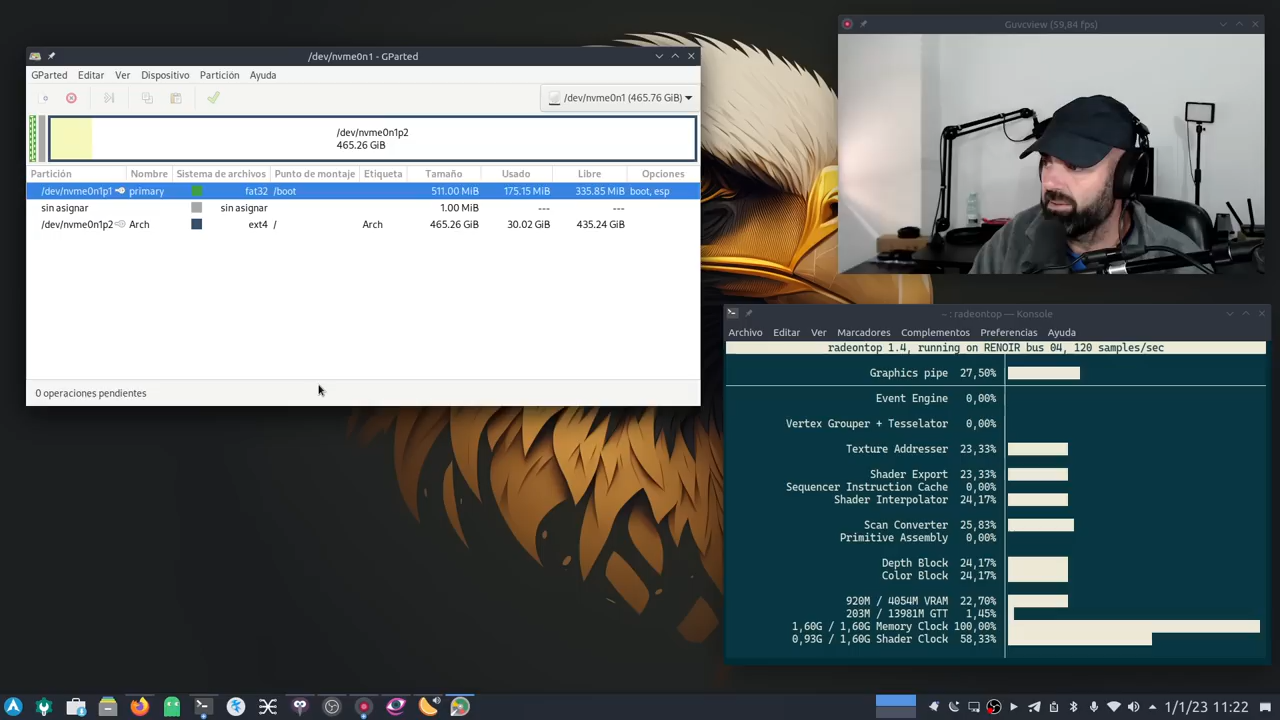 /dev/nvme0n1 - GParted
GParted Editar Ver Dispositivo Partición Ayuda
/dev/nvme0n1 (465.76 GiB)
/dev/nvme0n1p2
465.26 GiB
Partición Nombre Sistema de archivos Punto de montaje Etiqueta Tamaño Usado Libre Opciones
/dev/nvme0n1p1 primary fat32 /boot 511.00 MiB 175.15 MiB 335.85 MiB boot, esp
sin asignar sin asignar 1.00 MiB --- ---
/dev/nvme0n1p2 Arch ext4 / Arch 465.26 GiB 30.02 GiB 435.24 GiB
0 operaciones pendientes
Guvcview (59,84 fps)
~ : radeontop — Konsole
Archivo Editar Ver Marcadores Complementos Preferencias Ayuda
radeontop 1.4, running on RENOIR bus 04, 120 samples/sec
Graphics pipe 27,50%
Event Engine 0,00%
Vertex Grouper + Tesselator 0,00%
Texture Addresser 23,33%
Shader Export 23,33%
Sequencer Instruction Cache 0,00%
Shader Interpolator 24,17%
Scan Converter 25,83%
Primitive Assembly 0,00%
Depth Block 24,17%
Color Block 24,17%
920M / 4054M VRAM 22,70%
203M / 13981M GTT 1,45%
1,60G / 1,60G Memory Clock 100,00%
0,93G / 1,60G Shader Clock 58,33%
1/1/23 11:22